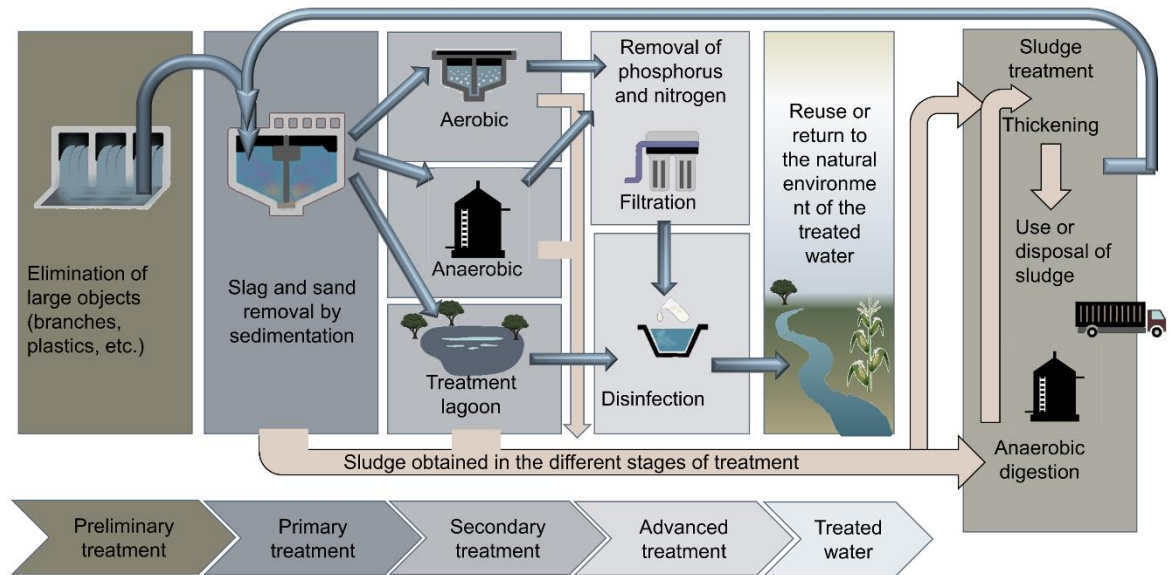 Elimination of
large objects
(branches,
plastics, etc.)
Slag and sand
removal by
sedimentation
Aerobic
Anaerobic
Treatment
lagoon
Removal of
phosphorus
and nitrogen
Filtration
Disinfection
Reuse or
return to
the natural
environme
nt of the
treated
water
Sludge
treatment
Thickening
Use or
disposal of
sludge
Anaerobic
digestion
Sludge obtained in the different stages of treatment
Preliminary
treatment
Primary
treatment
Secondary
treatment
Advanced
treatment
Treated
water